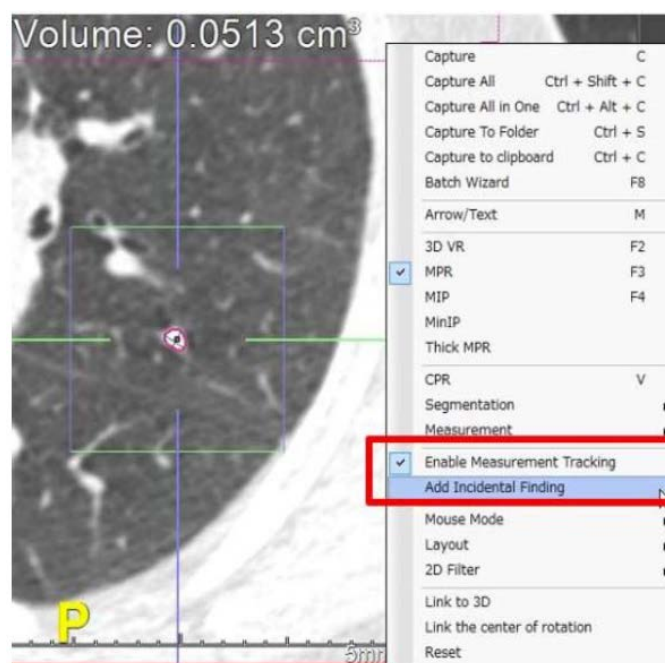 Volume: 0.0513 cm³
Capture C
Capture All Ctrl + Shift + C
Capture All in One Ctrl + Alt + C
Capture To Folder Ctrl + S
Capture to clipboard Ctrl + C
Batch Wizard F8
Arrow/Text M
3D VR F2
MPR F3
MIP F4
MinIP
Thick MPR
CPR V
Segmentation
Measurement
Enable Measurement Tracking
Add Incidental Finding
Mouse Mode
Layout
2D Filter
Link to 3D
Link the center of rotation
Reset
P